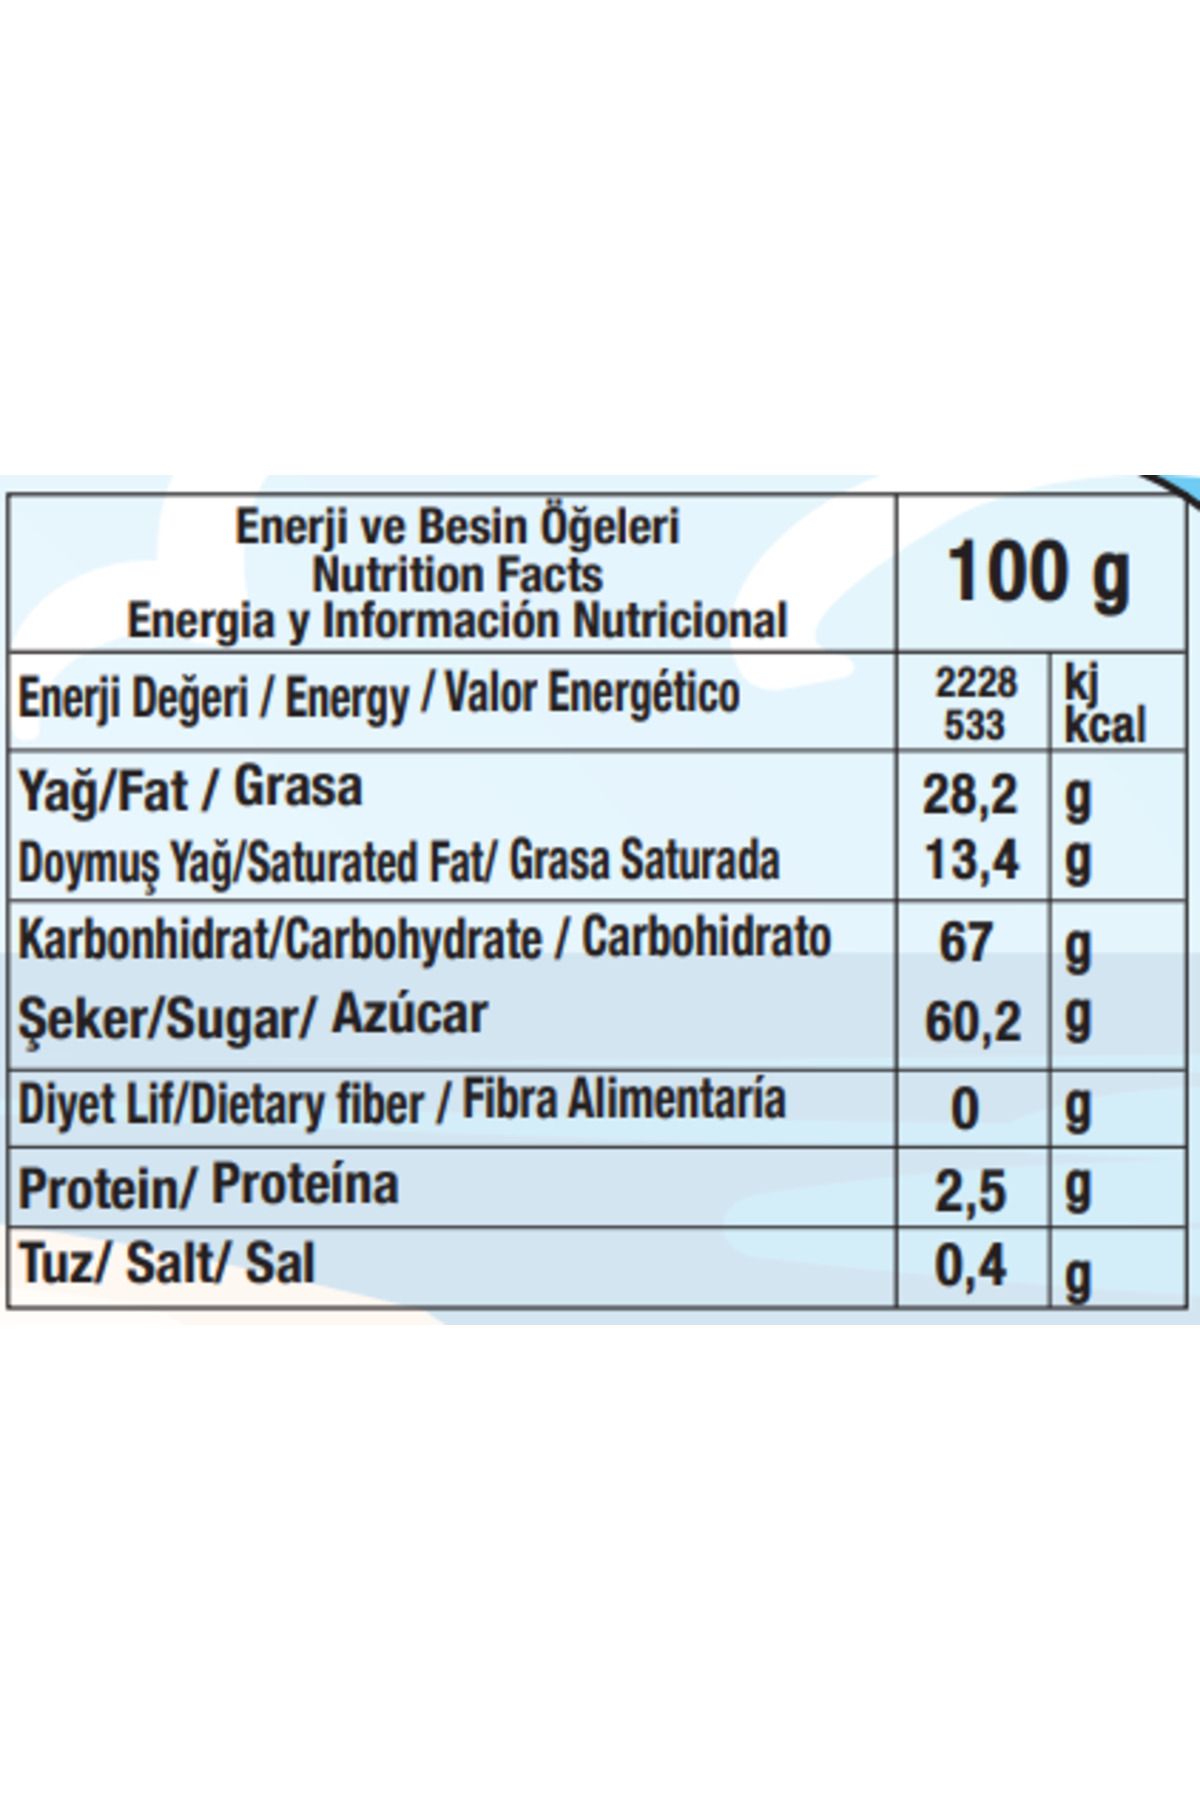 Enerji ve Besin Öğeleri
Nutrition Facts
Energia y Información Nutricional
100 g
Enerji Değeri / Energy / Valor Energético 2228 kj
533 kcal
Yağ/Fat / Grasa 28,2 g
Doymuş Yağ/Saturated Fat/ Grasa Saturada 13,4 g
Karbonhidrat/Carbohydrate / Carbohidrato 67 g
Şeker/Sugar/ Azúcar 60,2 g
Diyet Lif/Dietary fiber / Fibra Alimentaría 0 g
Protein/ Proteína 2,5 g
Tuz/ Salt/ Sal 0,4 g